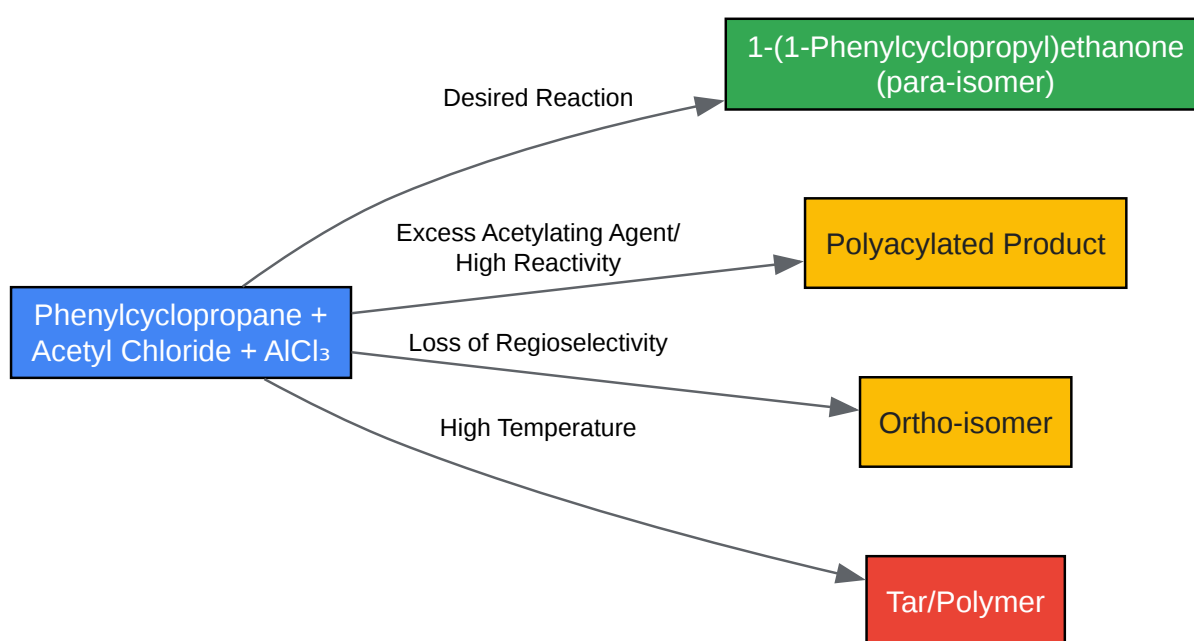 1-(1-Phenylcyclopropyl)ethanone
(para-isomer)
Desired Reaction
Excess Acetylating Agent/
High Reactivity
Polyacylated Product
Phenylcyclopropane +
Acetyl Chloride + AlCl₃
Loss of Regioselectivity
Ortho-isomer
High Temperature
Tar/Polymer